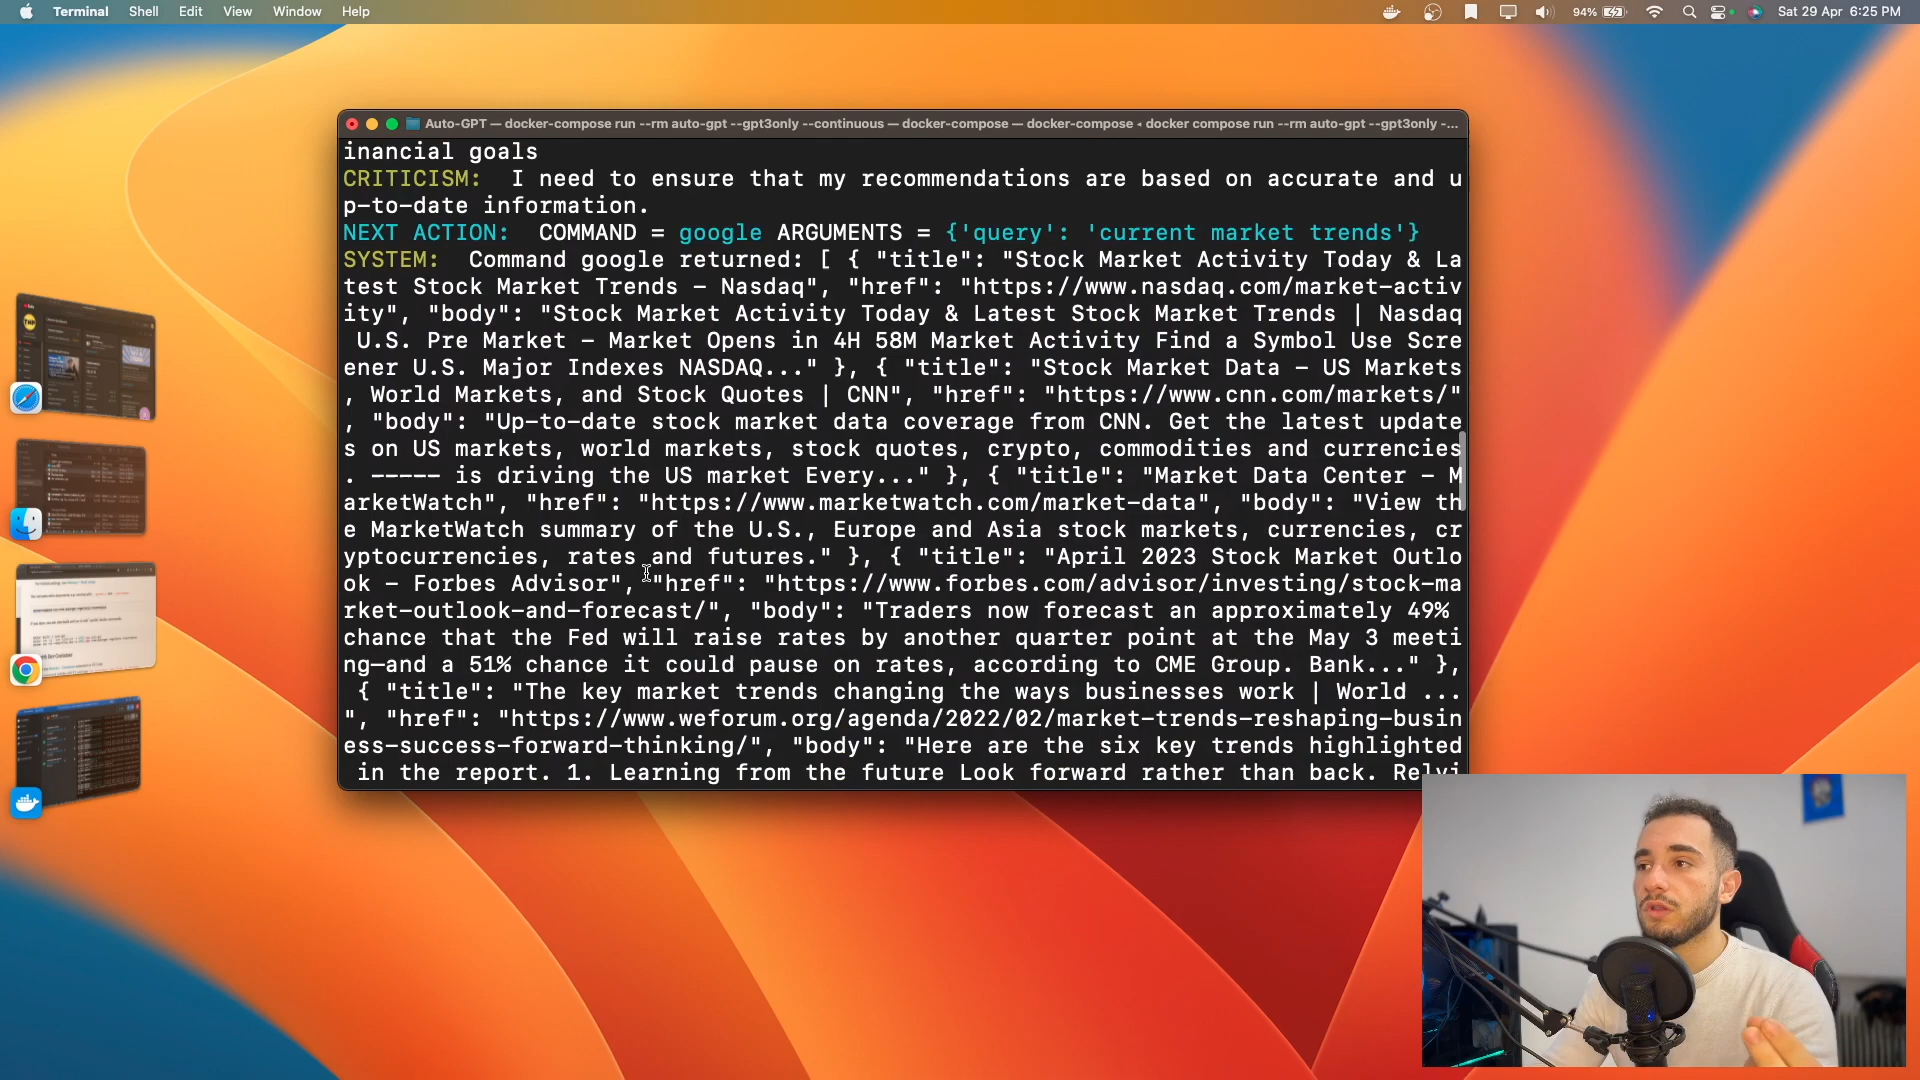 Terminal Shell Edit View Window Help 94% Sat 29 Apr 6:25 PM
Auto-GPT — docker-compose run --rm auto-gpt --gpt3only --continuous — docker-compose — docker-compose ◂ docker compose run --rm auto-gpt --gpt3only -...
inancial goals
CRITICISM:  I need to ensure that my recommendations are based on accurate and u
p-to-date information.
NEXT ACTION:  COMMAND = google ARGUMENTS = {'query': 'current market trends'}
SYSTEM:  Command google returned: [ { "title": "Stock Market Activity Today & La
test Stock Market Trends - Nasdaq", "href": "https://www.nasdaq.com/market-activ
ity", "body": "Stock Market Activity Today & Latest Stock Market Trends | Nasdaq
 U.S. Pre Market - Market Opens in 4H 58M Market Activity Find a Symbol Use Scre
ener U.S. Major Indexes NASDAQ..." }, { "title": "Stock Market Data - US Markets
, World Markets, and Stock Quotes | CNN", "href": "https://www.cnn.com/markets/"
, "body": "Up-to-date stock market data coverage from CNN. Get the latest update
s on US markets, world markets, stock quotes, crypto, commodities and currencies
. ----- is driving the US market Every..." }, { "title": "Market Data Center - M
arketWatch", "href": "https://www.marketwatch.com/market-data", "body": "View th
e MarketWatch summary of the U.S., Europe and Asia stock markets, currencies, cr
yptocurrencies, rates and futures." }, { "title": "April 2023 Stock Market Outlo
ok - Forbes Advisor", "href": "https://www.forbes.com/advisor/investing/stock-ma
rket-outlook-and-forecast/", "body": "Traders now forecast an approximately 49%
chance that the Fed will raise rates by another quarter point at the May 3 meeti
ng—and a 51% chance it could pause on rates, according to CME Group. Bank..." },
 { "title": "The key market trends changing the ways businesses work | World ...
", "href": "https://www.weforum.org/agenda/2022/02/market-trends-reshaping-busin
ess-success-forward-thinking/", "body": "Here are the six key trends highlighted
 in the report. 1. Learning from the future Look forward rather than back. Relyi